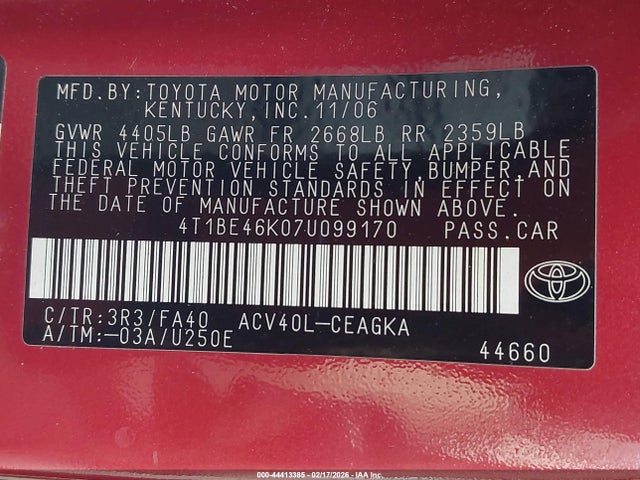 MFD.BY:TOYOTA MOTOR MANUFACTURING,
KENTUCKY,INC.11/06
GVWR 4405LB GAWR FR 2668LB RR 2359LB
THIS VEHICLE CONFORMS TO ALL APPLICABLE
FEDERAL MOTOR VEHICLE SAFETY,BUMPER,AND
THEFT PREVENTION STANDARDS IN EFFECT ON
THE DATE OF MANUFACTURE SHOWN ABOVE.
4T1BE46K07U099170 PASS.CAR
C/TR:3R3/FA40 ACV40L-CEAGKA
A/TM:-03A/U250E
44660
000-44413385 - 02/17/2026 - IAA Inc.